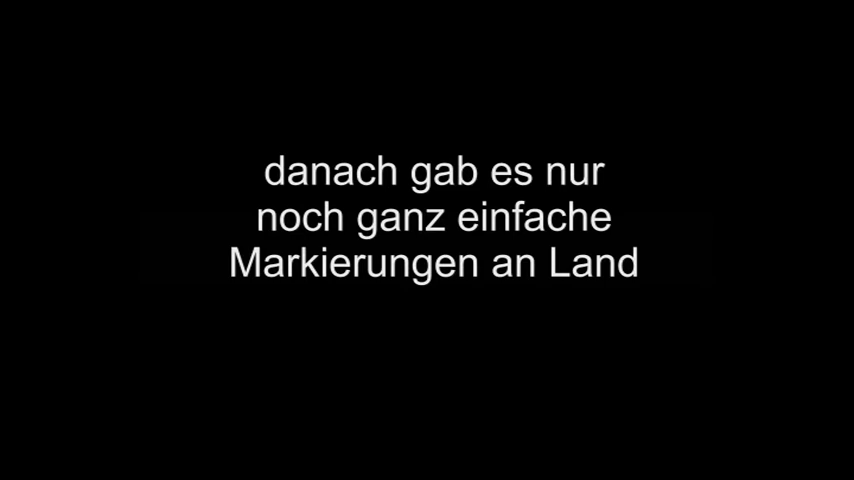 danach gab es nur
noch ganz einfache
Markierungen an Land